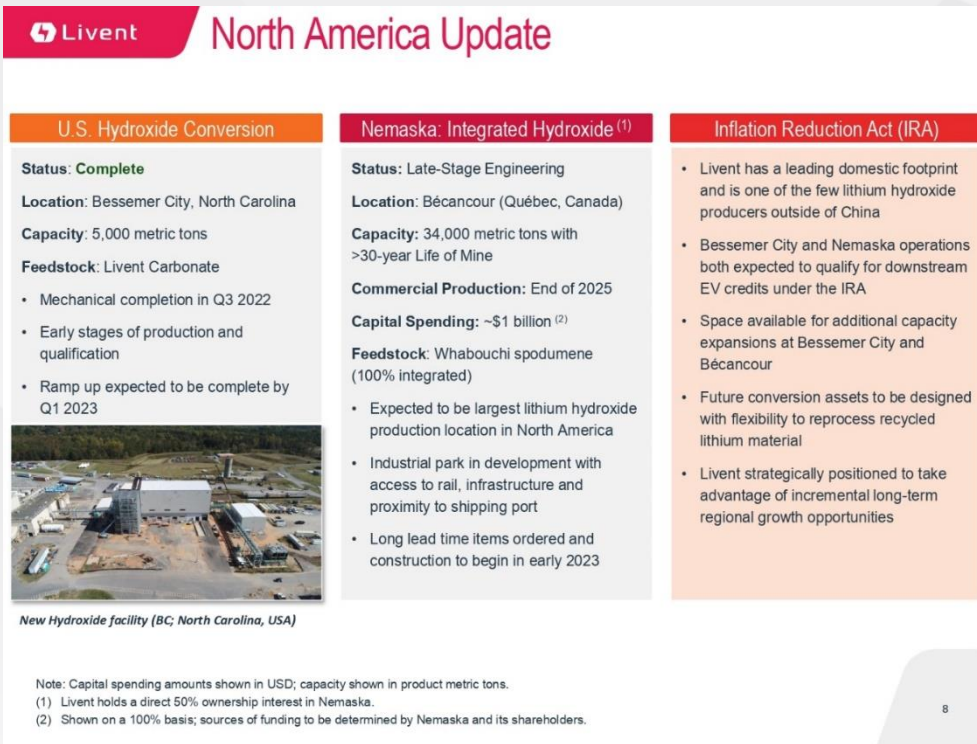 Livent
North America Update
U.S. Hydroxide Conversion
Status: Complete
Location: Bessemer City, North Carolina
Capacity: 5,000 metric tons
Feedstock: Livent Carbonate
• Mechanical completion in Q3 2022
• Early stages of production and
qualification
• Ramp up expected to be complete by
Q1 2023
New Hydroxide facility (BC; North Carolina, USA)
Nemaska: Integrated Hydroxide (1)
Status: Late-Stage Engineering
Location: Bécancour (Québec, Canada)
Capacity: 34,000 metric tons with
>30-year Life of Mine
Commercial Production: End of 2025
Capital Spending: ~$1 billion (2)
Feedstock: Whabouchi spodumene
(100% integrated)
• Expected to be largest lithium hydroxide
production location in North America
• Industrial park in development with
access to rail, infrastructure and
proximity to shipping port
• Long lead time items ordered and
construction to begin in early 2023
Inflation Reduction Act (IRA)
• Livent has a leading domestic footprint
and is one of the few lithium hydroxide
producers outside of China
• Bessemer City and Nemaska operations
both expected to qualify for downstream
EV credits under the IRA
• Space available for additional capacity
expansions at Bessemer City and
Bécancour
• Future conversion assets to be designed
with flexibility to reprocess recycled
lithium material
• Livent strategically positioned to take
advantage of incremental long-term
regional growth opportunities
Note: Capital spending amounts shown in USD; capacity shown in product metric tons.
(1) Livent holds a direct 50% ownership interest in Nemaska.
(2) Shown on a 100% basis; sources of funding to be determined by Nemaska and its shareholders.
8